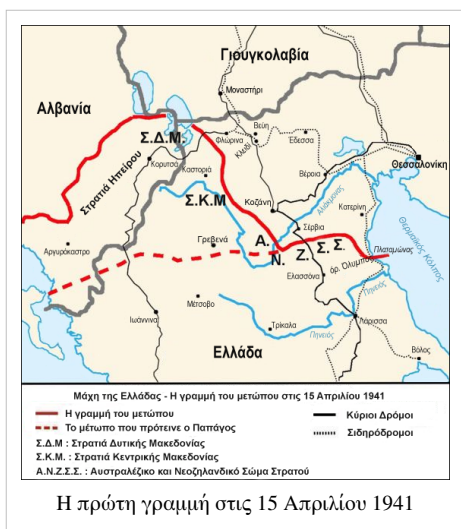 Γιουγκολαβία
Αλβανία
Μοναστήρι
Σ.Δ.Μ.
Φλώρινα
Βεύη
Κλειδί
Έδεσσα
Θεσσαλονίκη
Κορυτσά
Στρατιά Ηπείρου
Καστοριά
Βέροια
Σ.Κ.Μ
Κοζάνη
Αλιάκμονας
Κατερίνη
Θερμαϊκός Κόλπος
Αργυρόκαστρο
Γρεβενά
Α.
Ν.
Ζ.
Σ.
Σ.
Σέρβια
Πλαταμώνας
όρ. Όλυμπος
Ελασσόνα
Πηνειός
Μέτσοβο
Ιωάννινα
Τρίκαλα
Πηνειός
Λάρισσα
Βόλος
Ελλάδα
Μάχη της Ελλάδας - Η γραμμή του μετώπου στις 15 Απριλίου 1941
Η γραμμή του μετώπου
Κύριοι Δρόμοι
Το μέτωπο που πρότεινε ο Παπάγος
Σιδηρόδρομοι
Σ.Δ.Μ : Στρατιά Δυτικής Μακεδονίας
Σ.Κ.Μ. : Στρατιά Κεντρικής Μακεδονίας
Α.Ν.Ζ.Σ.Σ. : Αυστραλέζικο και Νεοζηλανδικό Σώμα Στρατού
Η πρώτη γραμμή στις 15 Απριλίου 1941